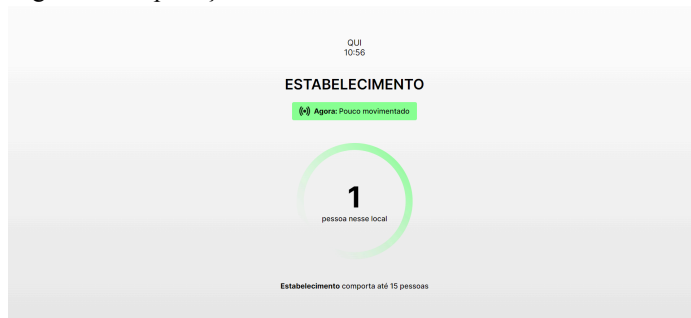 QUI
10:56
ESTABELECIMENTO
Agora: Pouco movimentado
1
pessoa nesse local
Estabelecimento comporta até 15 pessoas